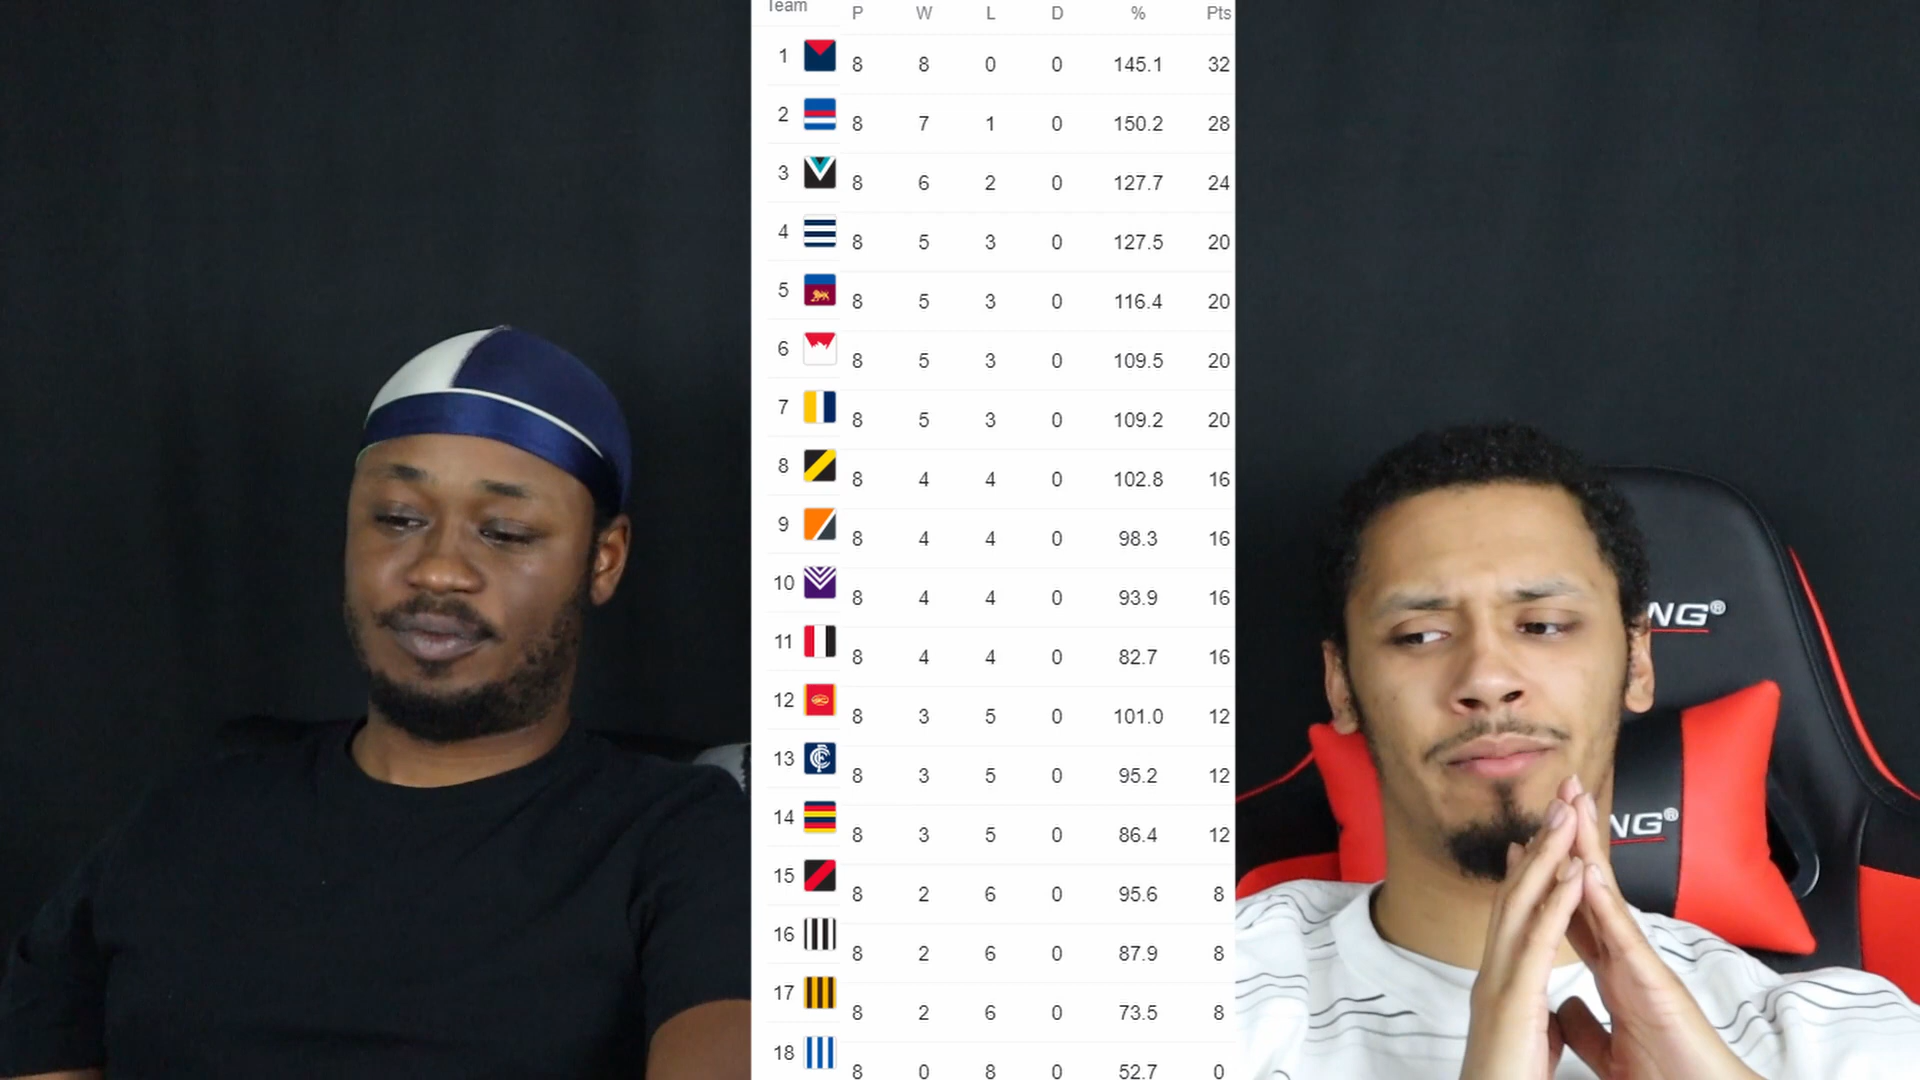 Team P W L D % Pts
1 8 8 0 0 145.1 32
2 8 7 1 0 150.2 28
3 8 6 2 0 127.7 24
4 8 5 3 0 127.5 20
5 8 5 3 0 116.4 20
6 8 5 3 0 109.5 20
7 8 5 3 0 109.2 20
8 8 4 4 0 102.8 16
9 8 4 4 0 98.3 16
10 8 4 4 0 93.9 16
11 8 4 4 0 82.7 16
12 8 3 5 0 101.0 12
13 8 3 5 0 95.2 12
14 8 3 5 0 86.4 12
15 8 2 6 0 95.6 8
16 8 2 6 0 87.9 8
17 8 2 6 0 73.5 8
18 8 0 8 0 52.7 0
NG®
NG®